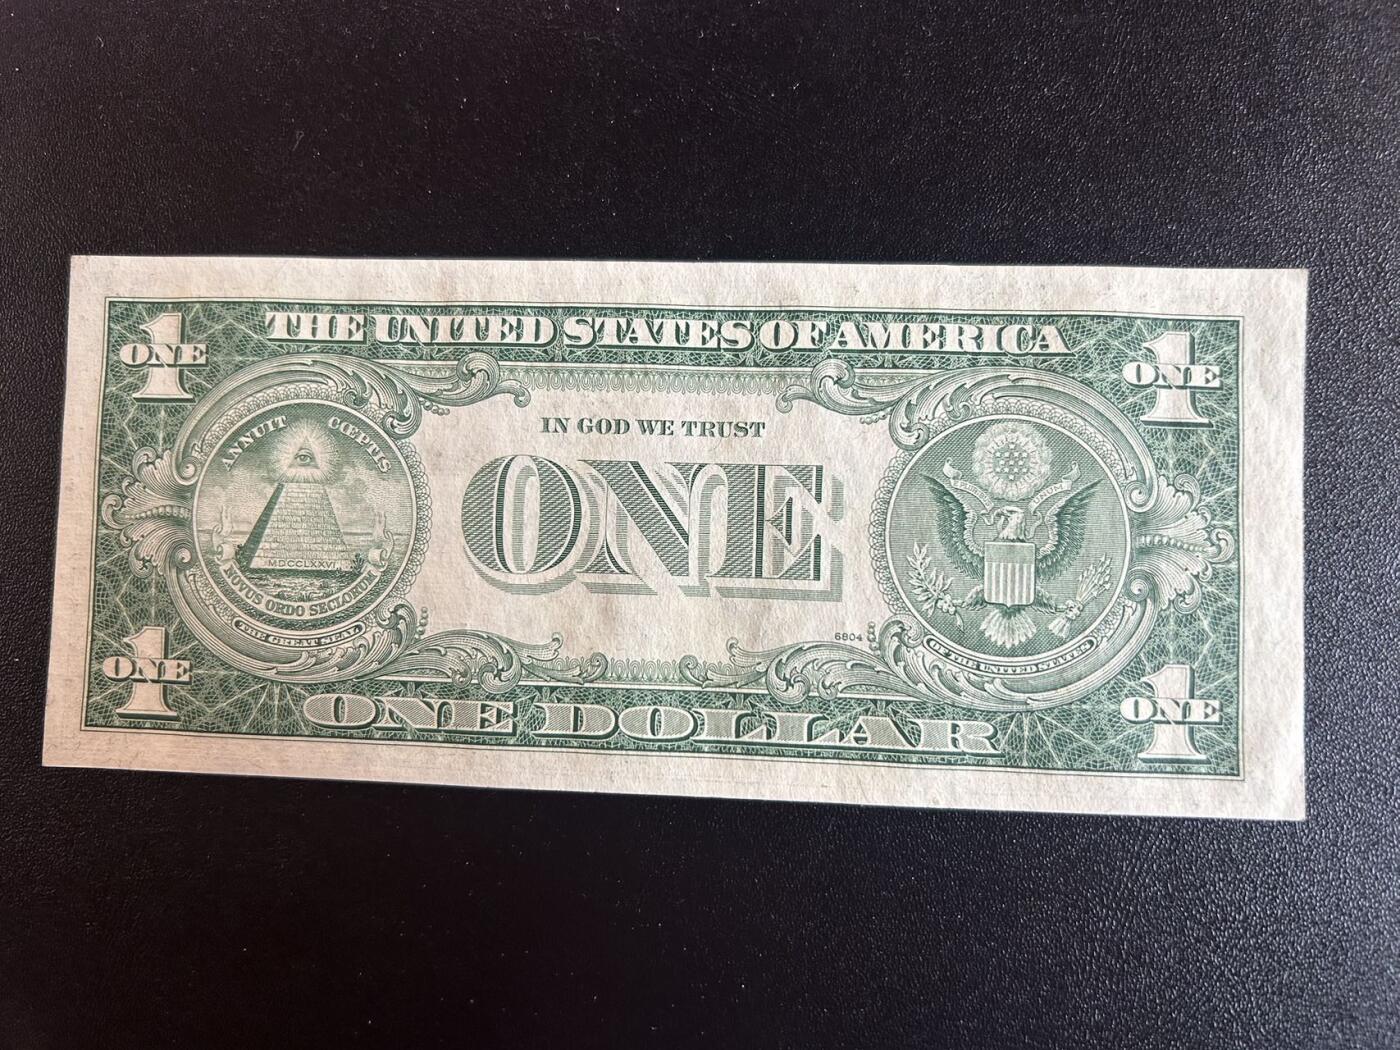 THE UNITED STATES OF AMERICA
1
ONE
1
ONE
IN GOD WE TRUST
ANNUIT CŒPTIS
ONE
MDCCLXXVI
NOVUS ORDO SECLORUM
THE GREAT SEAL
6804
OF THE UNITED STATES
1
ONE
1
ONE
ONE DOLLAR